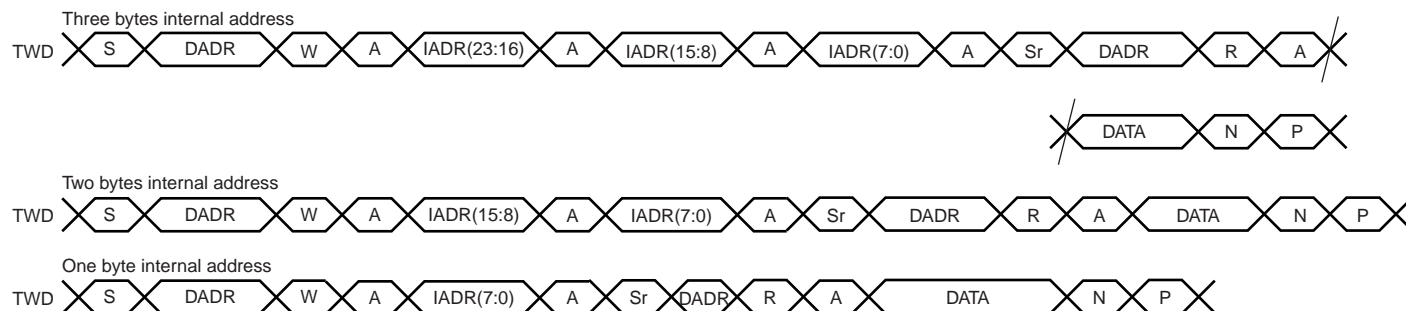 Three bytes internal address
TWD S DADR W A IADR(23:16) A IADR(15:8) A IADR(7:0) A Sr DADR R A
DATA N P
Two bytes internal address
TWD S DADR W A IADR(15:8) A IADR(7:0) A Sr DADR R A DATA N P
One byte internal address
TWD S DADR W A IADR(7:0) A Sr DADR R A DATA N P